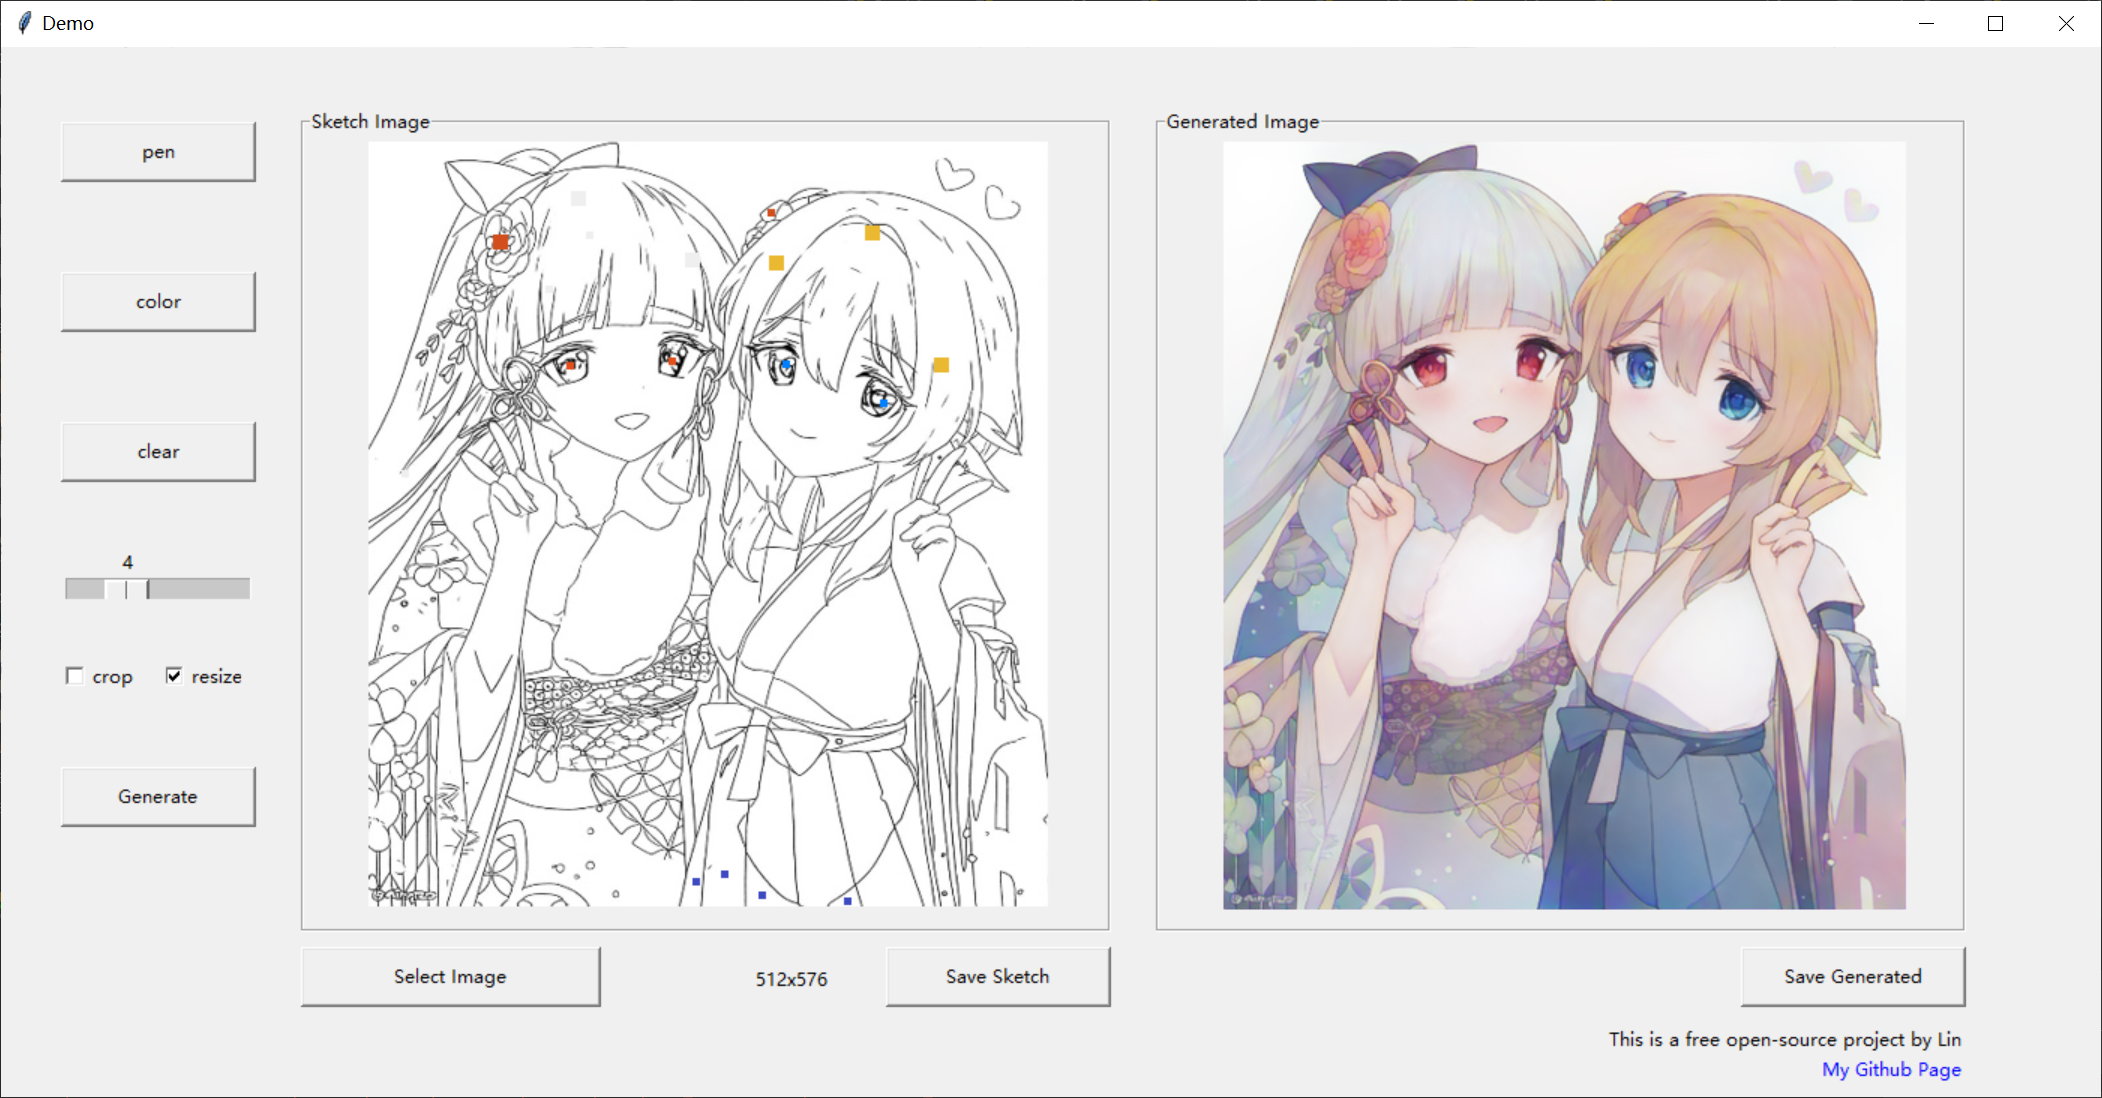 Demo
pen
color
clear
4
crop
resize
Generate
Sketch Image
Generated Image
Select Image
512x576
Save Sketch
Save Generated
This is a free open-source project by Lin
My Github Page